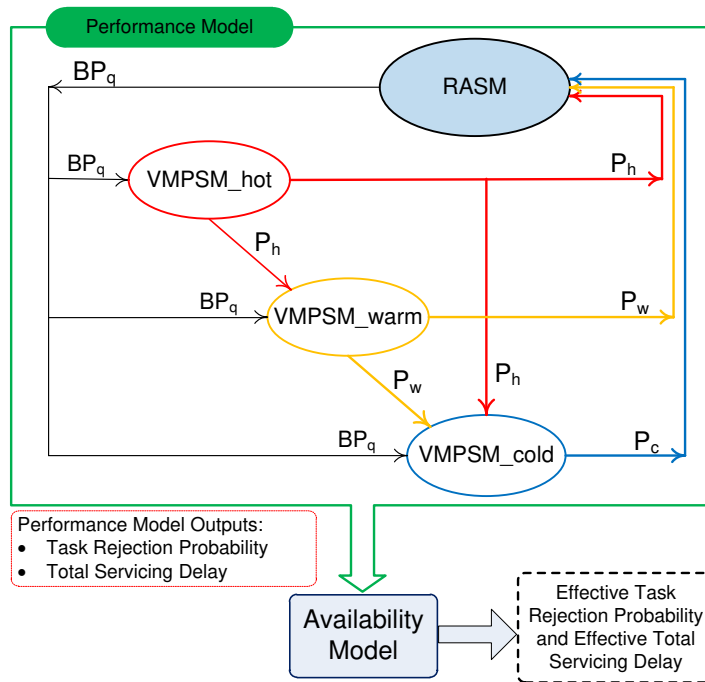 Performance Model
BPq
RASM
BPq
VMPSM_hot
Ph
Ph
BPq
VMPSM_warm
Pw
Pw
Ph
BPq
VMPSM_cold
Pc
Performance Model Outputs:
• Task Rejection Probability
• Total Servicing Delay
Availability
Model
Effective Task
Rejection Probability
and Effective Total
Servicing Delay